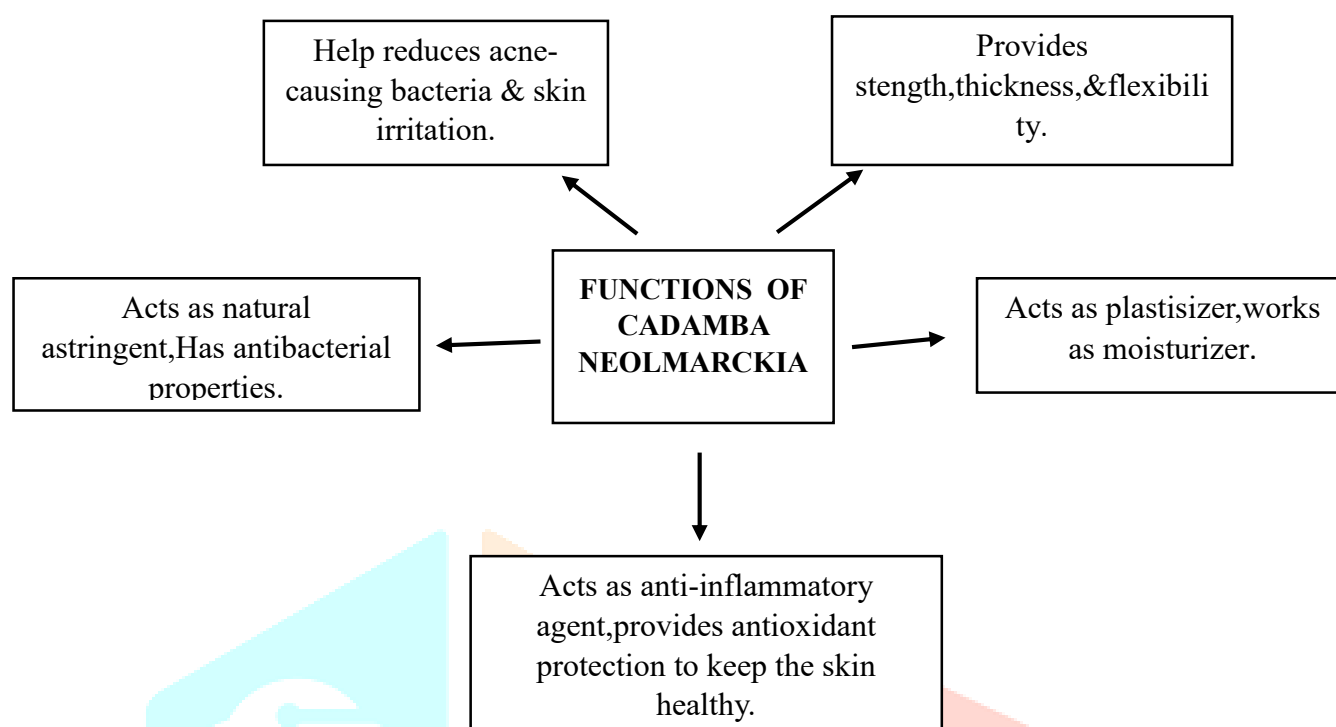 Help reduces acne-
causing bacteria & skin
irritation.
Provides
stength,thickness,&flexibili
ty.
FUNCTIONS OF
CADAMBA
NEOLMARCKIA
Acts as natural
astringent,Has antibacterial
properties.
Acts as plastisizer,works
as moisturizer.
Acts as anti-inflammatory
agent,provides antioxidant
protection to keep the skin
healthy.